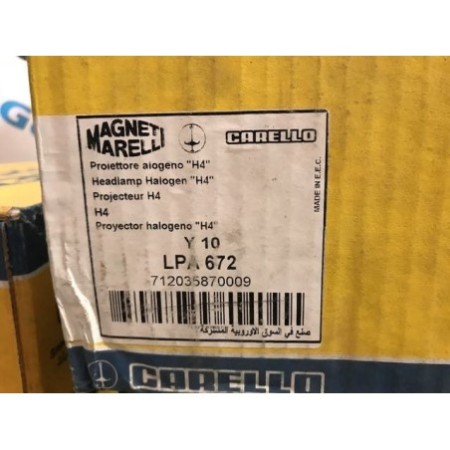 MAGNETI
MARELLI
CARELLO
Proiettore alogeno "H4"
Headlamp Halogen "H4"
Projecteur H4
H4
Proyector halogeno "H4"
Y 10
LPA 672
712035870009
صنع في السوق الأوروبية المشتركة
MADE IN E.E.C.
CARELLO